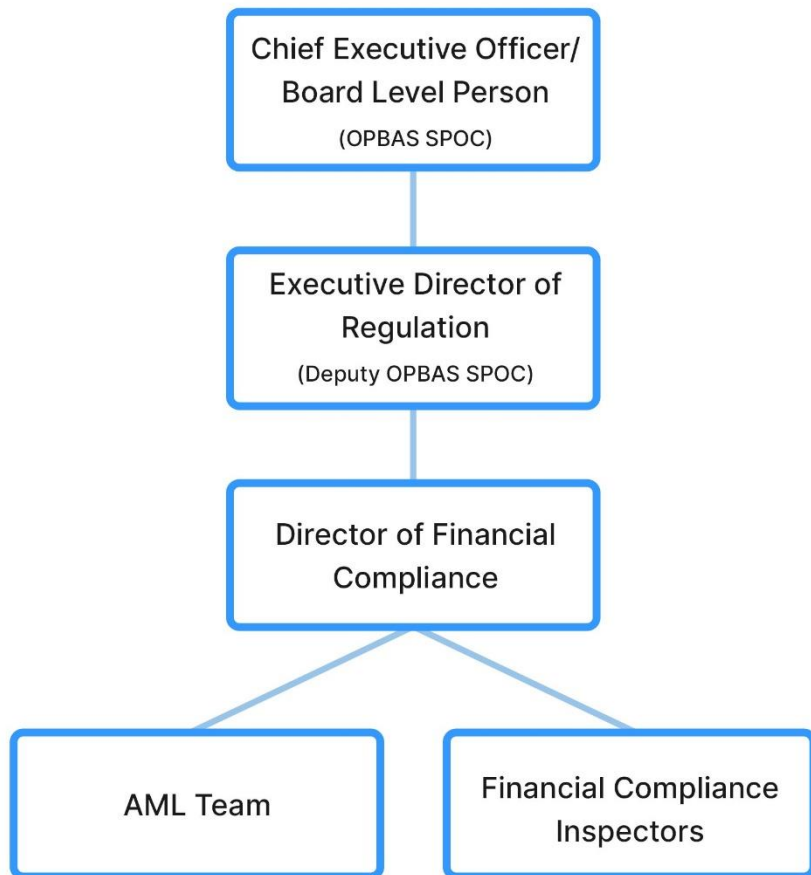 Chief Executive Officer/
Board Level Person
(OPBAS SPOC)
Executive Director of
Regulation
(Deputy OPBAS SPOC)
Director of Financial
Compliance
AML Team
Financial Compliance
Inspectors